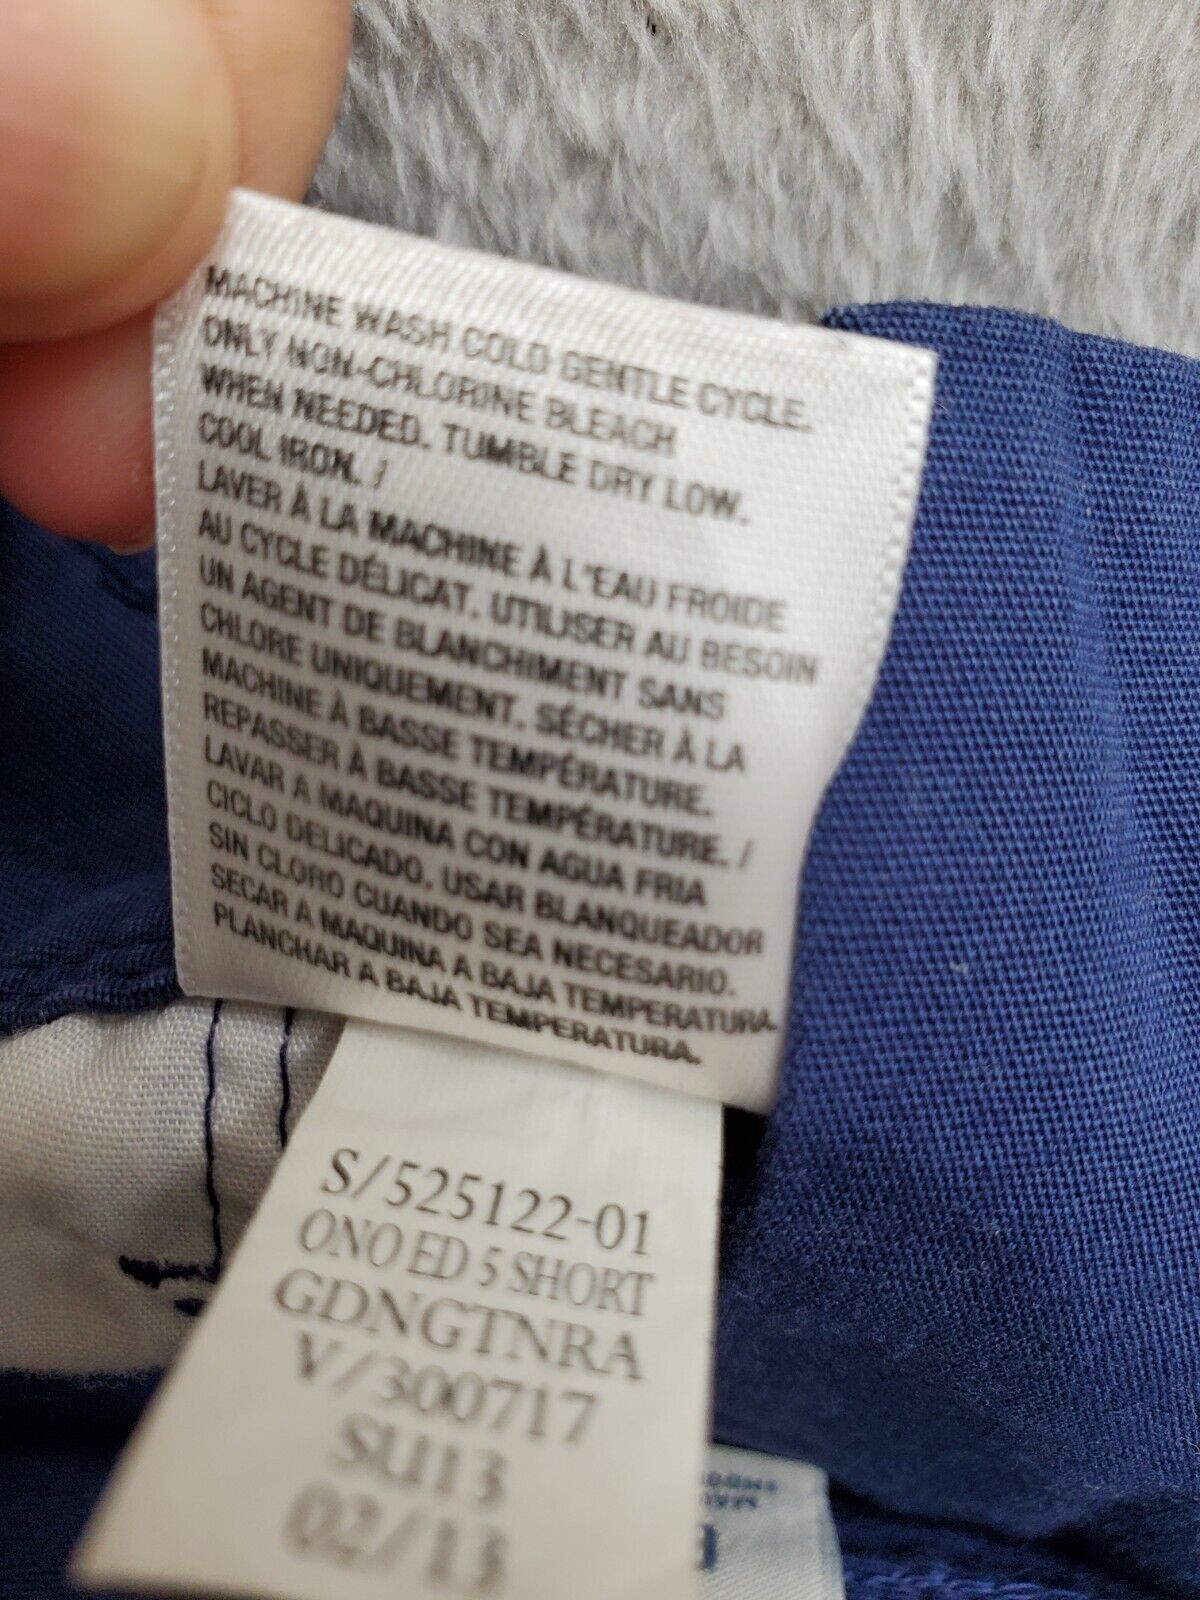 MACHINE WASH COLD GENTLE CYCLE.
ONLY NON-CHLORINE BLEACH
WHEN NEEDED. TUMBLE DRY LOW.
COOL IRON. /
LAVER À LA MACHINE À L"EAU FROIDE
AU CYCLE DÉLICAT. UTILISER AU BESOIN
UN AGENT DE BLANCHIMENT SANS
CHLORE UNIQUEMENT. SÉCHER À LA
MACHINE À BASSE TEMPÉRATURE.
REPASSER À BASSE TEMPÉRATURE. /
LAVAR A MAQUINA CON AGUA FRIA
CICLO DELICADO. USAR BLANQUEADOR
SIN CLORO CUANDO SEA NECESARIO.
SECAR A MAQUINA A BAJA TEMPERATURA.
PLANCHAR A BAJA TEMPERATURA.
S/525122-01
ONO ED 5 SHORT
GDNGTNRA
V/300717
SU13
02/13